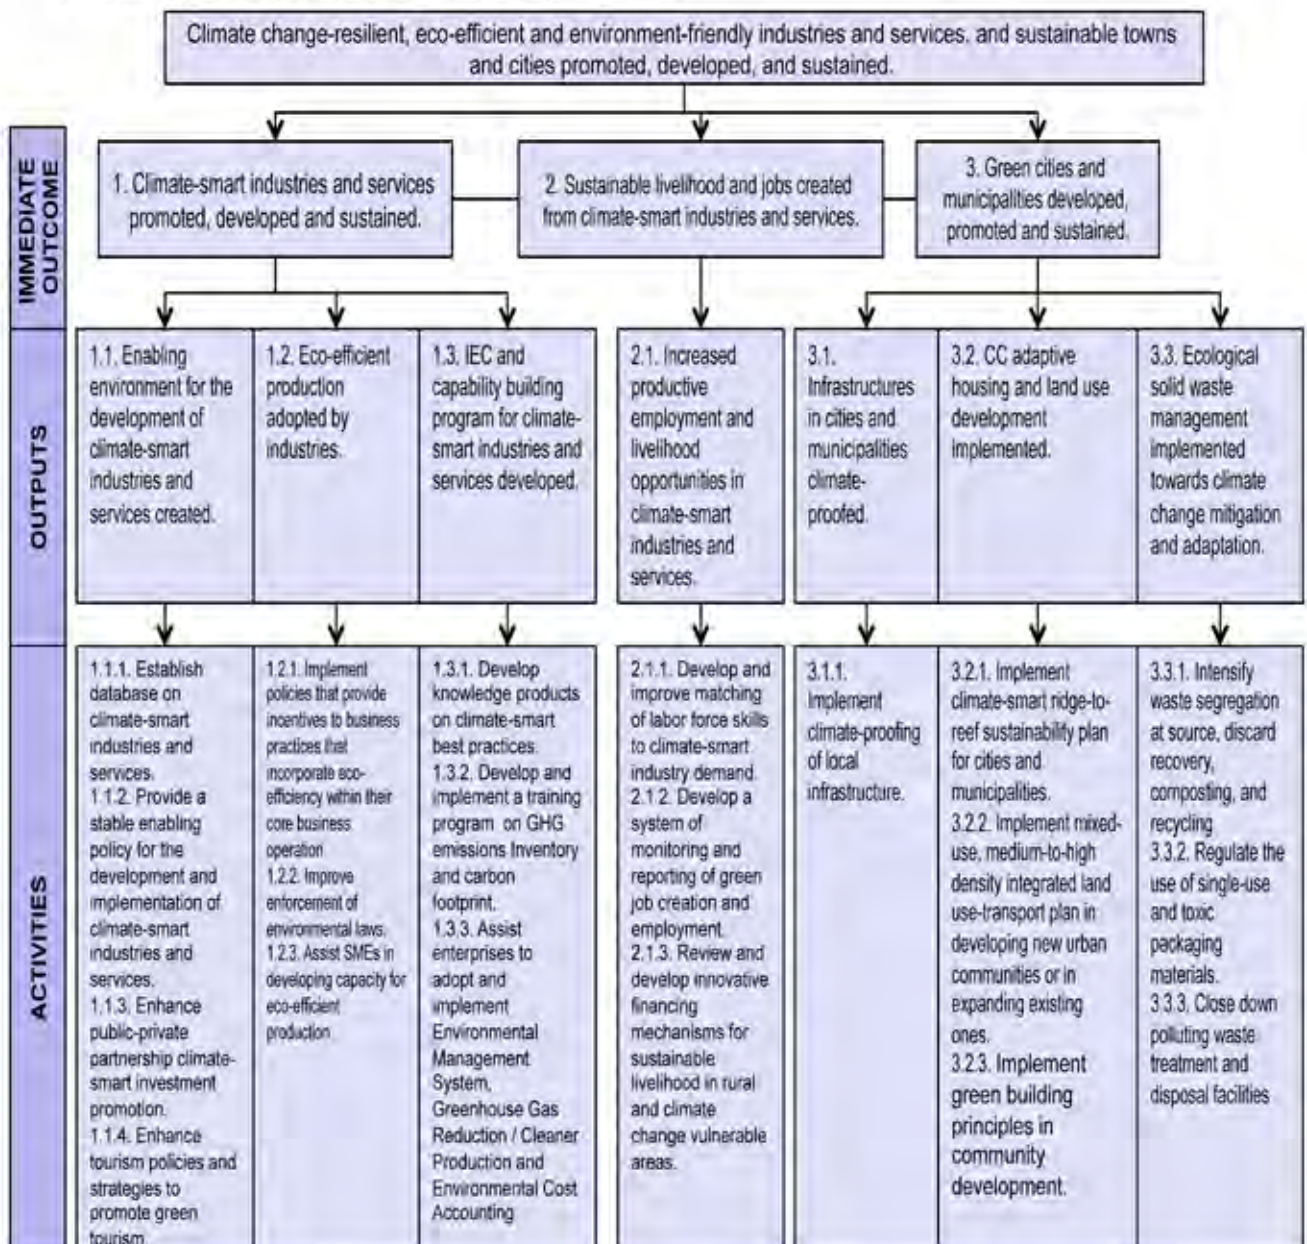 Climate change-resilient, eco-efficient and environment-friendly industries and services, and sustainable towns
and cities promoted, developed, and sustained.
IMMEDIATE
OUTCOME
1. Climate-smart industries and services
promoted, developed and sustained.
2. Sustainable livelihood and jobs created
from climate-smart industries and services.
3. Green cities and
municipalities developed,
promoted and sustained.
OUTPUTS
1.1. Enabling
environment for the
development of
climate-smart
industries and
services created.
1.2. Eco-efficient
production
adopted by
industries.
1.3. IEC and
capability building
program for climate-
smart industries and
services developed.
2.1. Increased
productive
employment and
livelihood
opportunities in
climate-smart
industries and
services.
3.1.
Infrastructures
in cities and
municipalities
climate-
proofed.
3.2. CC adaptive
housing and land use
development
implemented.
3.3. Ecological
solid waste
management
implemented
towards climate
change mitigation
and adaptation.
ACTIVITIES
1.1.1. Establish
database on
climate-smart
industries and
services.
1.1.2. Provide a
stable enabling
policy for the
development and
implementation of
climate-smart
industries and
services.
1.1.3. Enhance
public-private
partnership climate-
smart investment
promotion.
1.1.4. Enhance
tourism policies and
strategies to
promote green
tourism.
1.2.1. Implement
policies that provide
incentives to business
practices that
incorporate eco-
efficiency within their
core business
operation
1.2.2. Improve
enforcement of
environmental laws.
1.2.3. Assist SMEs in
developing capacity for
eco-efficient
production
1.3.1. Develop
knowledge products
on climate-smart
best practices.
1.3.2. Develop and
implement a training
program on GHG
emissions Inventory
and carbon
footprint.
1.3.3. Assist
enterprises to
adopt and
implement
Environmental
Management
System,
Greenhouse Gas
Reduction / Cleaner
Production and
Environmental Cost
Accounting
2.1.1. Develop and
improve matching
of labor force skills
to climate-smart
industry demand.
2.1.2. Develop a
system of
monitoring and
reporting of green
job creation and
employment.
2.1.3. Review and
develop innovative
financing
mechanisms for
sustainable
livelihood in rural
and climate
change vulnerable
areas.
3.1.1.
Implement
climate-proofing
of local
infrastructure.
3.2.1. Implement
climate-smart ridge-to-
reef sustainability plan
for cities and
municipalities.
3.2.2. Implement mixed-
use, medium-to-high
density integrated land
use-transport plan in
developing new urban
communities or in
expanding existing
ones.
3.2.3. Implement
green building
principles in
community
development.
3.3.1. Intensify
waste segregation
at source, discard
recovery,
composting, and
recycling
3.3.2. Regulate the
use of single-use
and toxic
packaging
materials.
3.3.3. Close down
polluting waste
treatment and
disposal facilities